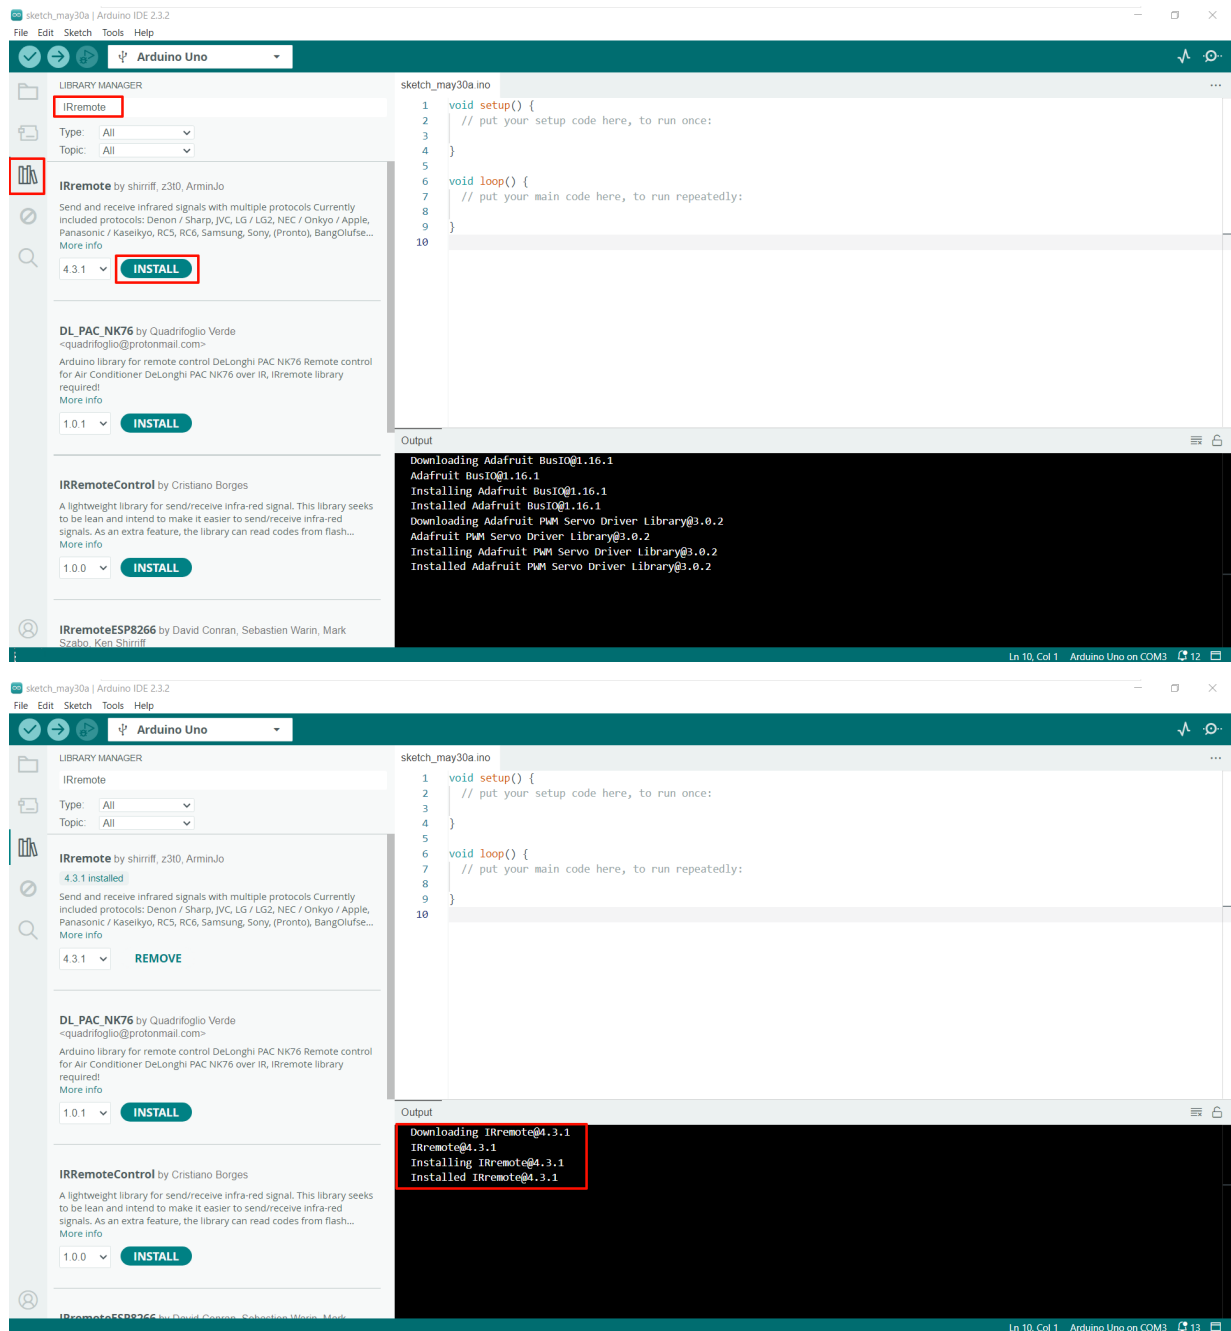 sketch_may30a | Arduino IDE 2.3.2
File Edit Sketch Tools Help
Arduino Uno
LIBRARY MANAGER
IRremote
Type: All
Topic: All
IRremote by shirriff, z3t0, ArminJo
Send and receive infrared signals with multiple protocols Currently
included protocols: Denon / Sharp, JVC, LG / LG2, NEC / Onkyo / Apple,
Panasonic / Kaseikyo, RC5, RC6, Samsung, Sony, (Pronto), BangOlufse...
More info
4.3.1 INSTALL
DL_PAC_NK76 by Quadrifoglio Verde
<quadrifoglio@protonmail.com>
Arduino library for remote control DeLonghi PAC NK76 Remote control
for Air Conditioner DeLonghi PAC NK76 over IR, IRremote library
required!
More info
1.0.1 INSTALL
IRRemoteControl by Cristiano Borges
A lightweight library for send/receive infra-red signal. This library seeks
to be lean and intend to make it easier to send/receive infra-red
signals. As an extra feature, the library can read codes from flash...
More info
1.0.0 INSTALL
IRremoteESP8266 by David Conran, Sebastien Warin, Mark
Szabo, Ken Shirriff
sketch_may30a.ino
1 void setup() {
2 // put your setup code here, to run once:
3
4 }
5
6 void loop() {
7 // put your main code here, to run repeatedly:
8
9 }
10
Output
Downloading Adafruit BusIO@1.16.1
Adafruit BusIO@1.16.1
Installing Adafruit BusIO@1.16.1
Installed Adafruit BusIO@1.16.1
Downloading Adafruit PWM Servo Driver Library@3.0.2
Adafruit PWM Servo Driver Library@3.0.2
Installing Adafruit PWM Servo Driver Library@3.0.2
Installed Adafruit PWM Servo Driver Library@3.0.2
Ln 10, Col 1 Arduino Uno on COM3 12
sketch_may30a | Arduino IDE 2.3.2
File Edit Sketch Tools Help
Arduino Uno
LIBRARY MANAGER
IRremote
Type: All
Topic: All
IRremote by shirriff, z3t0, ArminJo
4.3.1 installed
Send and receive infrared signals with multiple protocols Currently
included protocols: Denon / Sharp, JVC, LG / LG2, NEC / Onkyo / Apple,
Panasonic / Kaseikyo, RC5, RC6, Samsung, Sony, (Pronto), BangOlufse...
More info
4.3.1 REMOVE
DL_PAC_NK76 by Quadrifoglio Verde
<quadrifoglio@protonmail.com>
Arduino library for remote control DeLonghi PAC NK76 Remote control
for Air Conditioner DeLonghi PAC NK76 over IR, IRremote library
required!
More info
1.0.1 INSTALL
IRRemoteControl by Cristiano Borges
A lightweight library for send/receive infra-red signal. This library seeks
to be lean and intend to make it easier to send/receive infra-red
signals. As an extra feature, the library can read codes from flash...
More info
1.0.0 INSTALL
IRremoteESP8266 by David Conran, Sebastien Warin, Mark
sketch_may30a.ino
1 void setup() {
2 // put your setup code here, to run once:
3
4 }
5
6 void loop() {
7 // put your main code here, to run repeatedly:
8
9 }
10
Output
Downloading IRremote@4.3.1
IRremote@4.3.1
Installing IRremote@4.3.1
Installed IRremote@4.3.1
Ln 10, Col 1 Arduino Uno on COM3 13